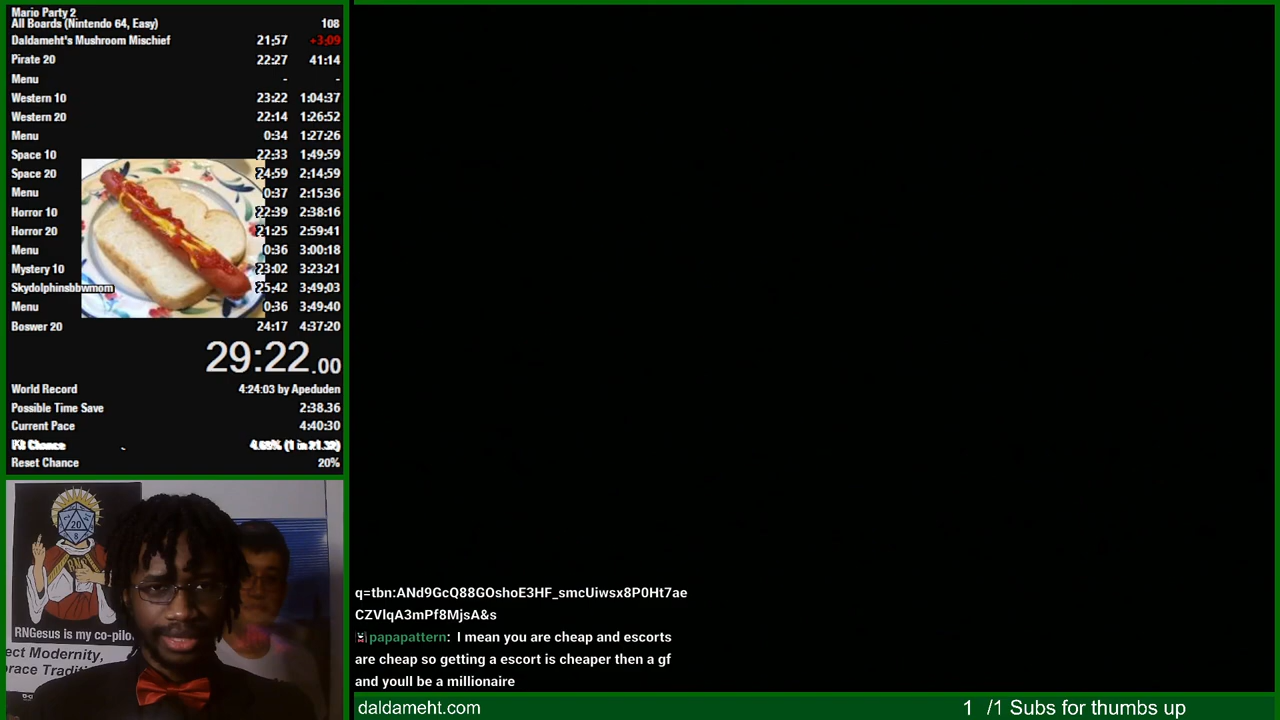 Mario Party 2
All Boards (Nintendo 64, Easy) 108
Daldameht's Mushroom Mischief 21:57 +3:09
Pirate 20 22:27 41:14
Menu - -
Western 10 23:22 1:04:37
Western 20 22:14 1:26:52
Menu 0:34 1:27:26
Space 10 22:33 1:49:59
Space 20 24:59 2:14:59
Menu 0:37 2:15:36
Horror 10 22:39 2:38:16
Horror 20 21:25 2:59:41
Menu 0:36 3:00:18
Mystery 10 23:02 3:23:21
Skydolphinsbbwmom 25:42 3:49:03
Menu 0:36 3:49:40
Boswer 20 24:17 4:37:20
29:22.00
World Record 4:24:03 by Apeduden
Possible Time Save 2:38.36
Current Pace 4:40:30
Chance
Reset Chance 20%
20
8
RNGesus is my co-pilo
ect Modernity,
race Tradit
q=tbn:ANd9GcQ88GOshoE3HF_smcUiwsx8P0Ht7ae
CZVlqA3mPf8MjsA&s
papapattern: I mean you are cheap and escorts
are cheap so getting a escort is cheaper then a gf
and youll be a millionaire
daldameht.com 1 /1 Subs for thumbs up